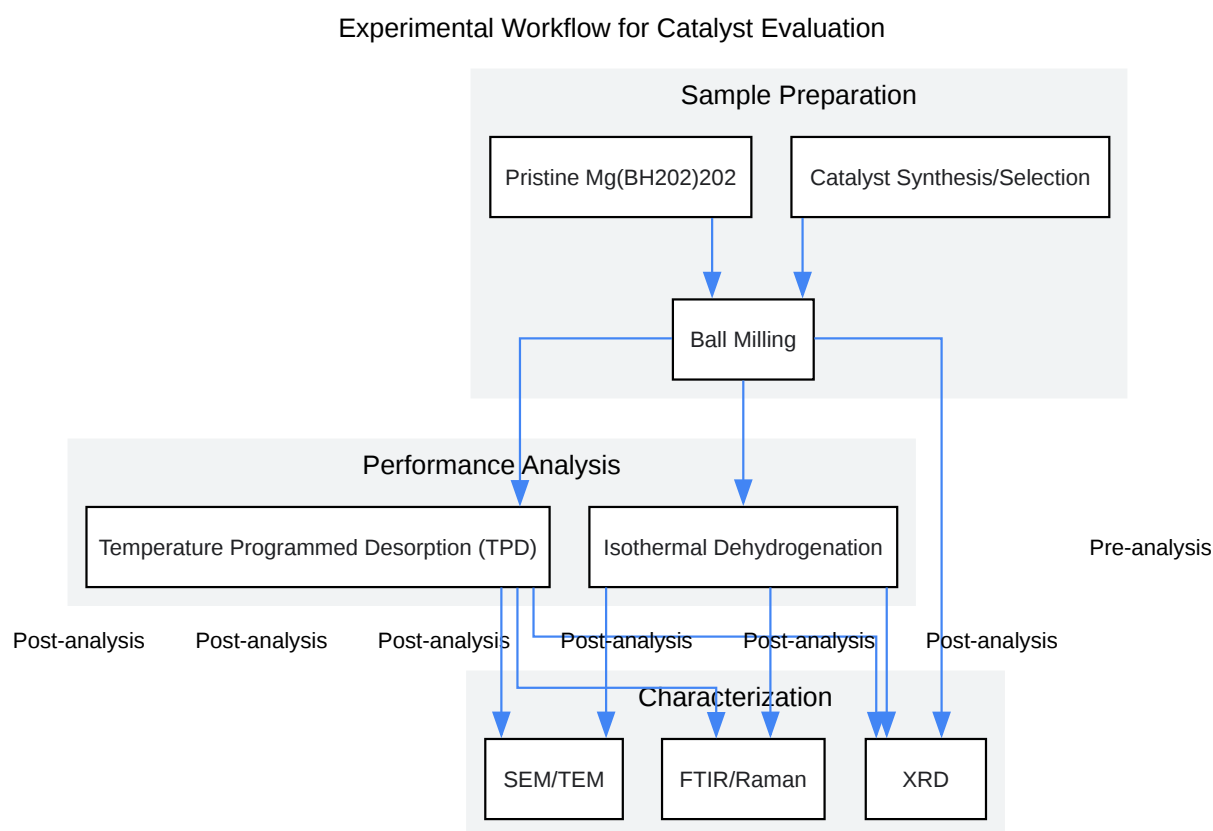 Experimental Workflow for Catalyst Evaluation
Sample Preparation
Pristine Mg(BH202)202
Catalyst Synthesis/Selection
Ball Milling
Performance Analysis
Temperature Programmed Desorption (TPD)
Isothermal Dehydrogenation
Pre-analysis
Post-analysis
Post-analysis
Post-analysis
Post-analysis
Post-analysis
Post-analysis
Characterization
SEM/TEM
FTIR/Raman
XRD